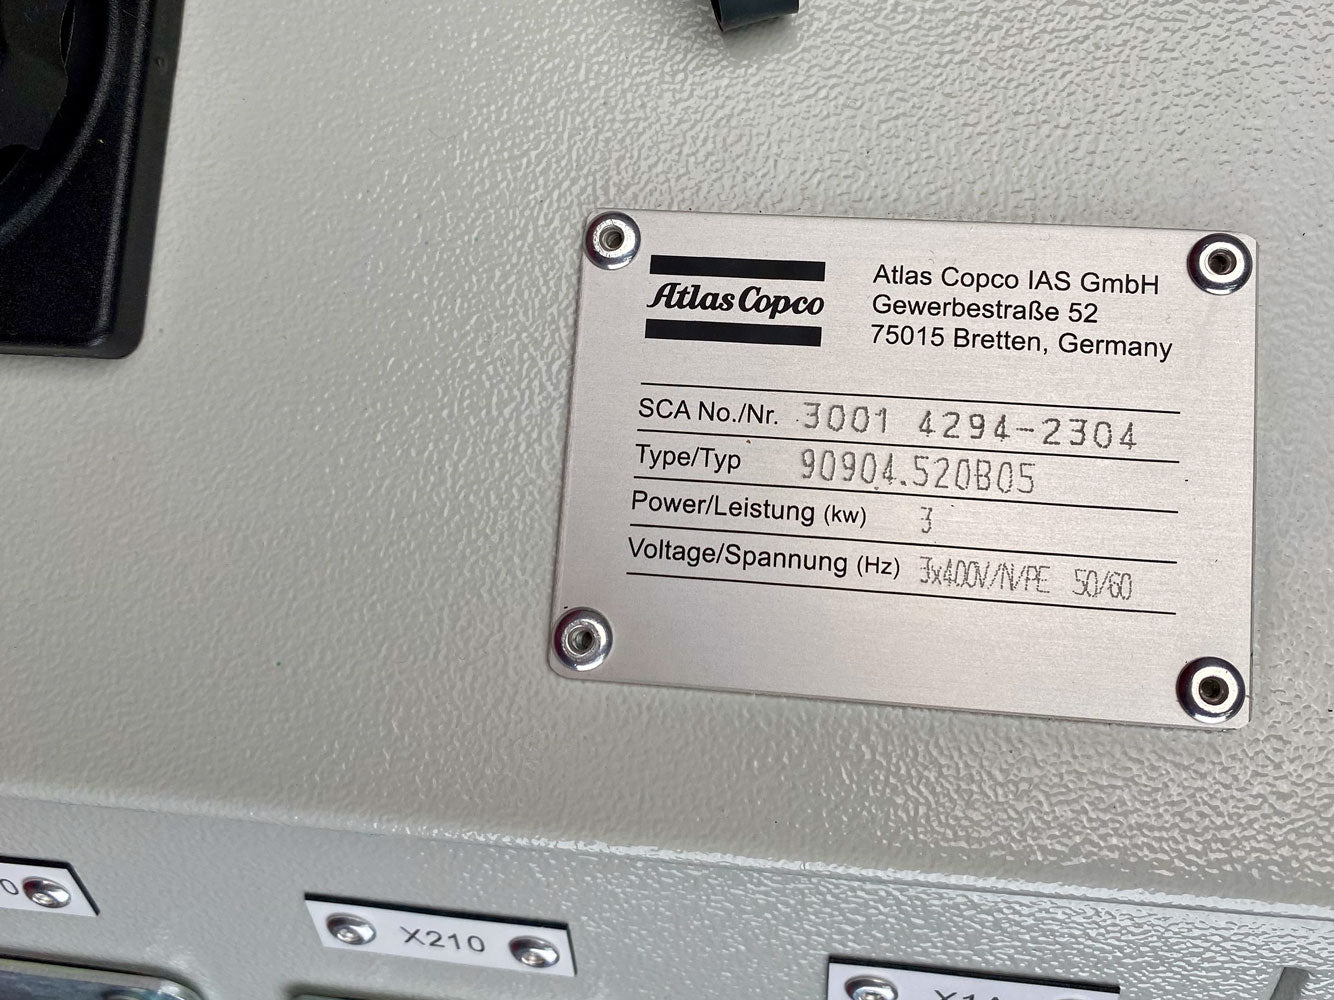 Atlas Copco
Atlas Copco IAS GmbH
Gewerbestraße 52
75015 Bretten, Germany
SCA No./Nr. 3001 4294-2304
Type/Typ 90904.520B05
Power/Leistung (kw) 3
Voltage/Spannung (Hz) 3x400V/N/PE 50/60
X210